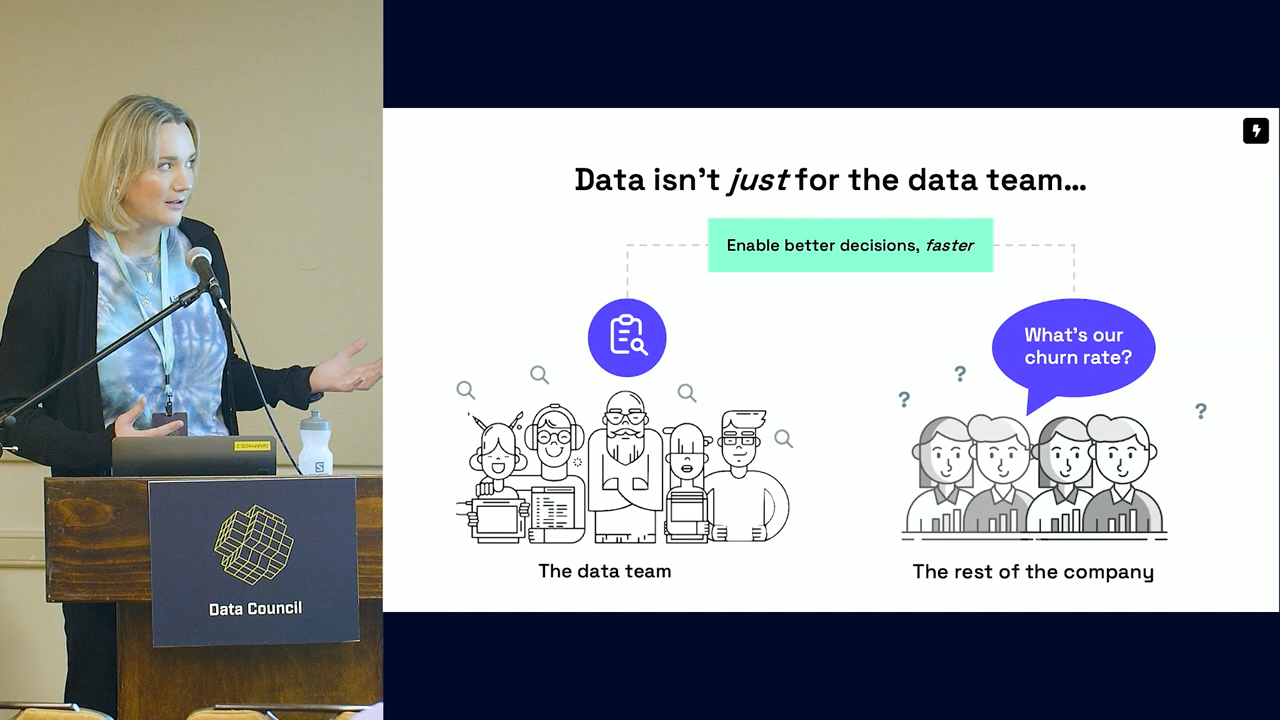 Data isn't just for the data team...
Enable better decisions, faster
What's our
churn rate?
?
?
?
The data team
The rest of the company
Data Council
S